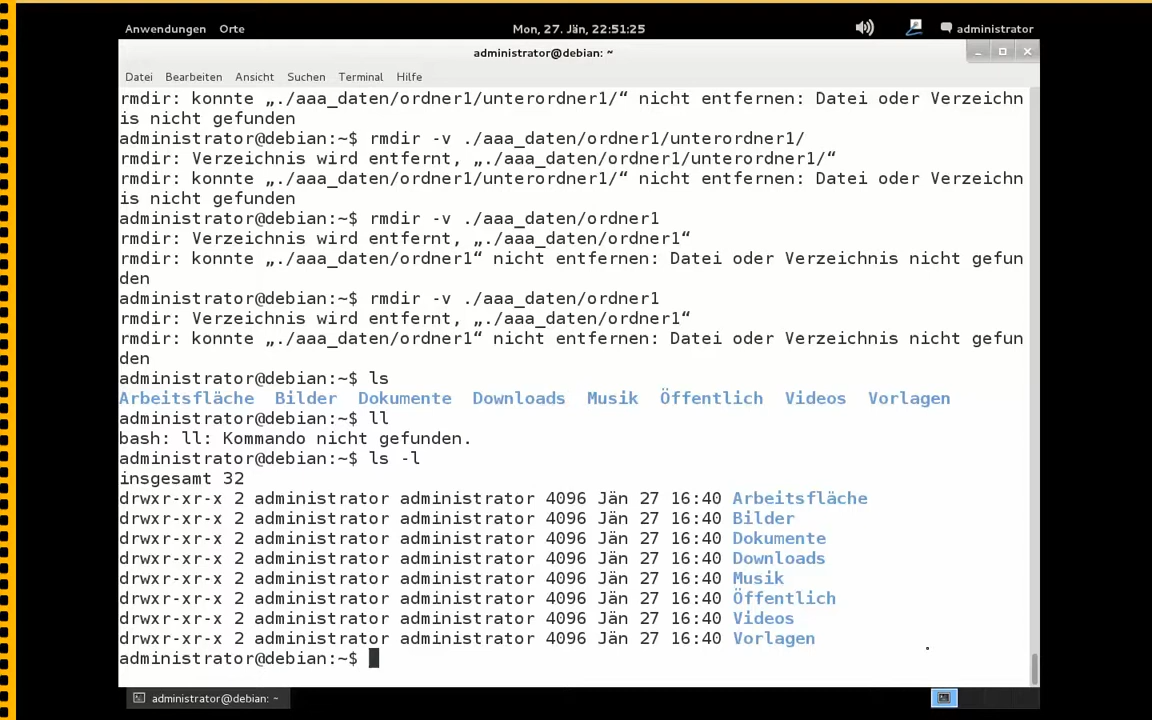 Anwendungen Orte Mon, 27. Jän, 22:51:25 administrator
administrator@debian: ~
Datei Bearbeiten Ansicht Suchen Terminal Hilfe
rmdir: konnte „./aaa_daten/ordner1/unterordner1/“ nicht entfernen: Datei oder Verzeichn
is nicht gefunden
administrator@debian:~$ rmdir -v ./aaa_daten/ordner1/unterordner1/
rmdir: Verzeichnis wird entfernt, „./aaa_daten/ordner1/unterordner1/“
rmdir: konnte „./aaa_daten/ordner1/unterordner1/“ nicht entfernen: Datei oder Verzeichn
is nicht gefunden
administrator@debian:~$ rmdir -v ./aaa_daten/ordner1
rmdir: Verzeichnis wird entfernt, „./aaa_daten/ordner1“
rmdir: konnte „./aaa_daten/ordner1“ nicht entfernen: Datei oder Verzeichnis nicht gefun
den
administrator@debian:~$ rmdir -v ./aaa_daten/ordner1
rmdir: Verzeichnis wird entfernt, „./aaa_daten/ordner1“
rmdir: konnte „./aaa_daten/ordner1“ nicht entfernen: Datei oder Verzeichnis nicht gefun
den
administrator@debian:~$ ls
Arbeitsfläche Bilder Dokumente Downloads Musik Öffentlich Videos Vorlagen
administrator@debian:~$ ll
bash: ll: Kommando nicht gefunden.
administrator@debian:~$ ls -l
insgesamt 32
drwxr-xr-x 2 administrator administrator 4096 Jän 27 16:40 Arbeitsfläche
drwxr-xr-x 2 administrator administrator 4096 Jän 27 16:40 Bilder
drwxr-xr-x 2 administrator administrator 4096 Jän 27 16:40 Dokumente
drwxr-xr-x 2 administrator administrator 4096 Jän 27 16:40 Downloads
drwxr-xr-x 2 administrator administrator 4096 Jän 27 16:40 Musik
drwxr-xr-x 2 administrator administrator 4096 Jän 27 16:40 Öffentlich
drwxr-xr-x 2 administrator administrator 4096 Jän 27 16:40 Videos
drwxr-xr-x 2 administrator administrator 4096 Jän 27 16:40 Vorlagen
administrator@debian:~$
administrator@debian: ~